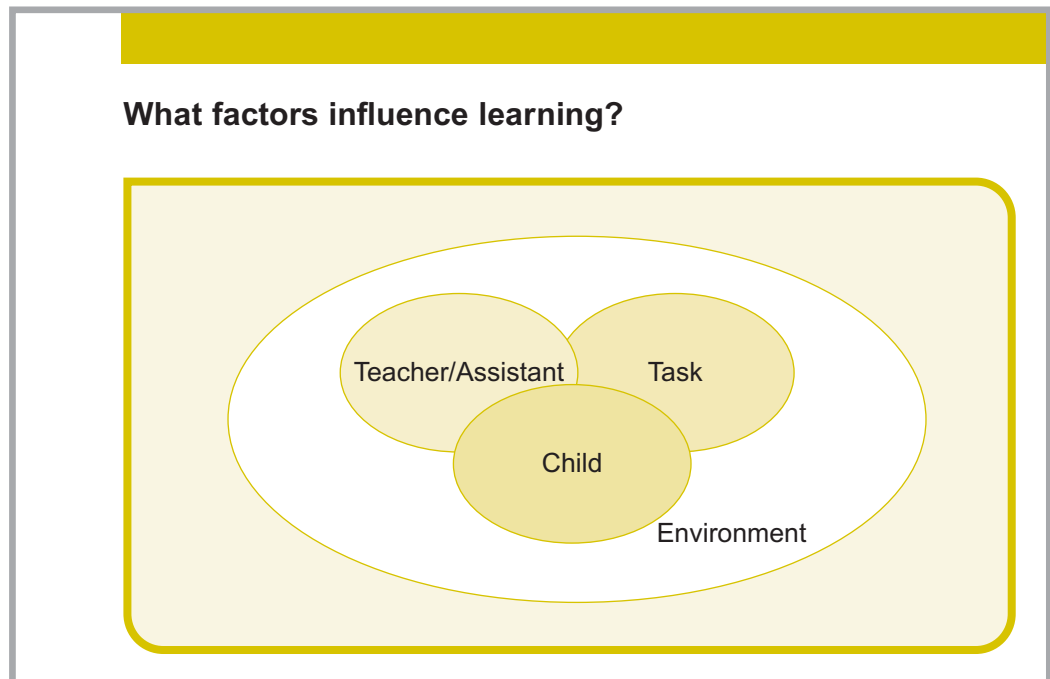 What factors influence learning?
Teacher/Assistant
Task
Child
Environment